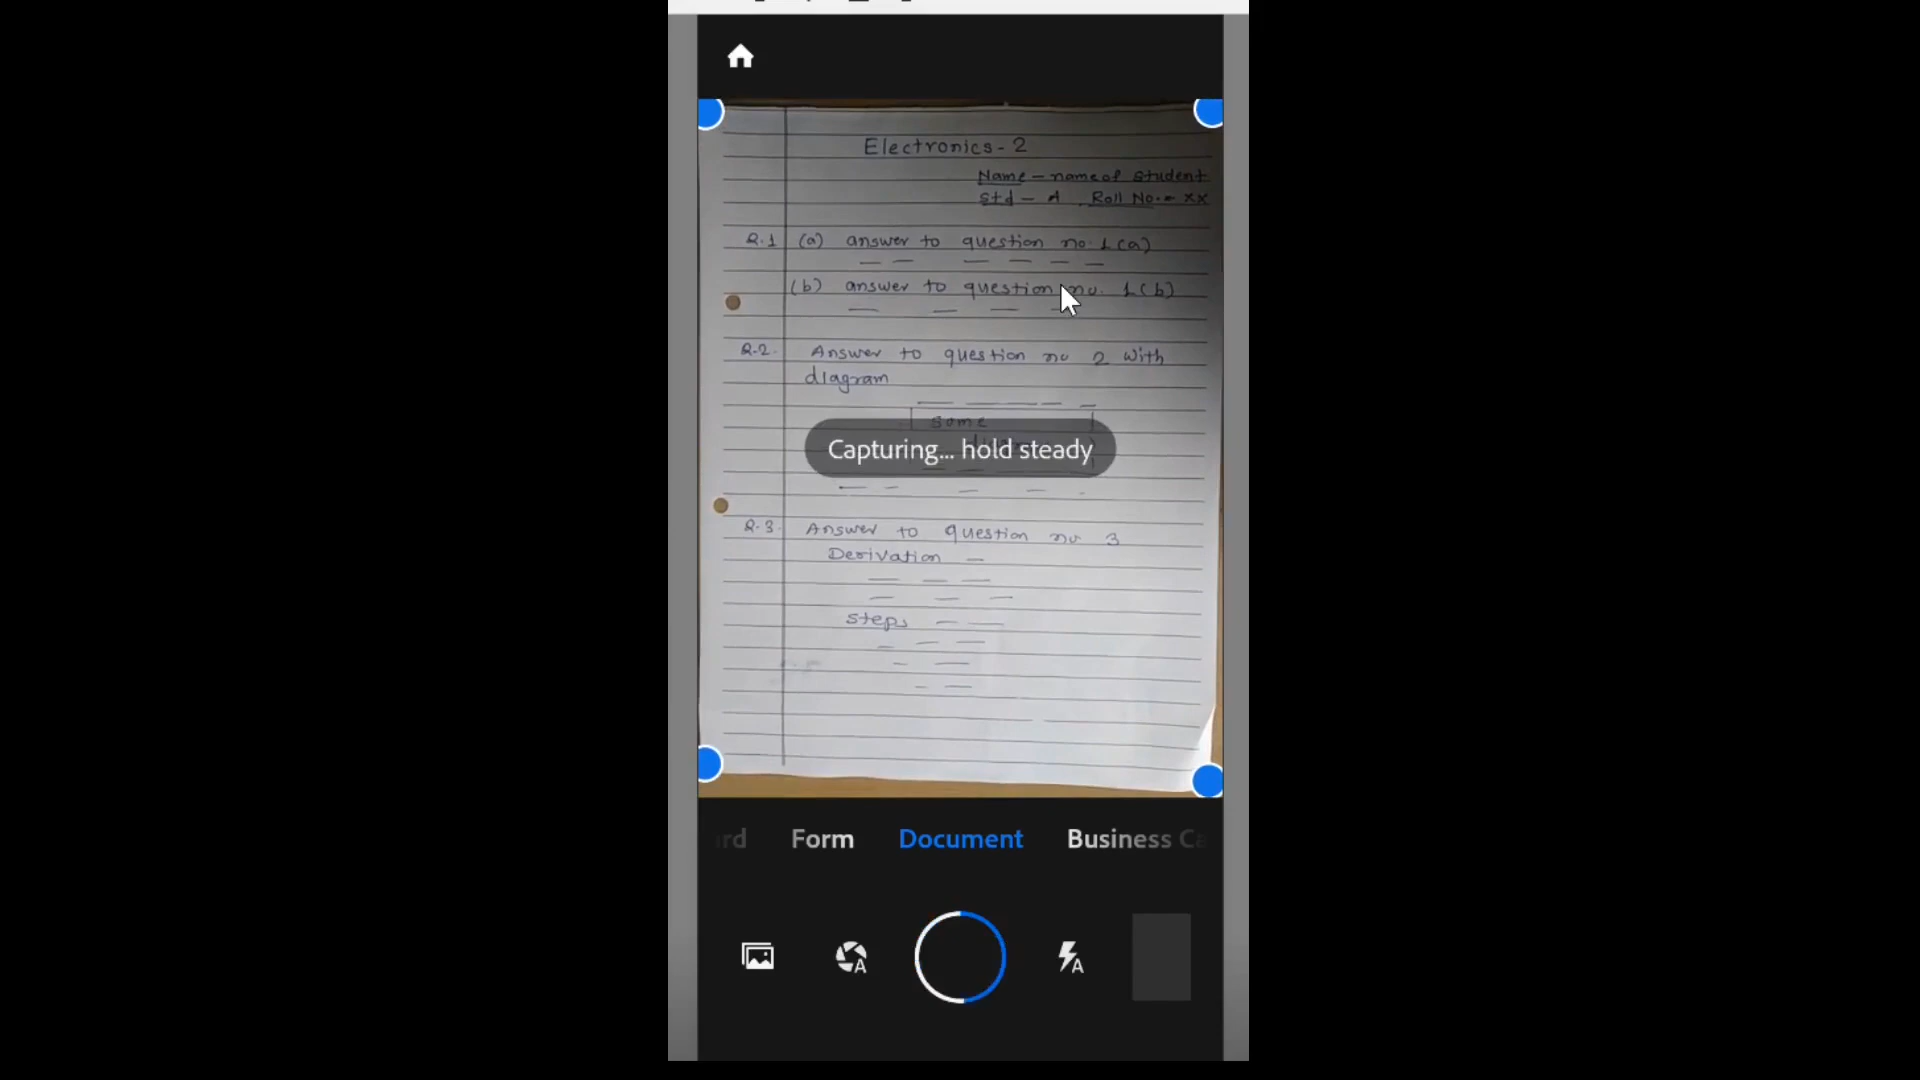 Electronics - 2
Name - name of student
Std - A , Roll No. - XX
Q.1 (a) answer to question no. 1(a)
(b) answer to question no. 1(b)
Q.2. Answer to question no 2 with
diagram
some
Capturing... hold steady
Q.3. Answer to question no 3
Derivation -
steps
Form Document Business
A A